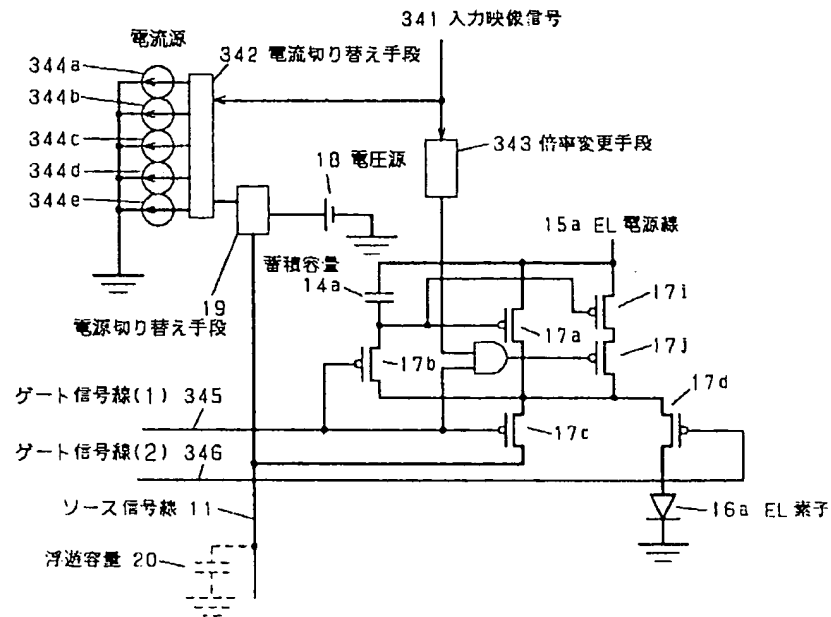 341 入力映像信号
電流源
344a
342 電流切り替え手段
344b
344c
344d
344e
343 倍率変更手段
18 電圧源
15a EL 電源線
蓄積容量
14a
19
電源切り替え手段
17i
17a
17j
17b
17d
ゲート信号線(1) 345
17c
ゲート信号線(2) 346
ソース信号線 11
16a EL 素子
浮遊容量 20